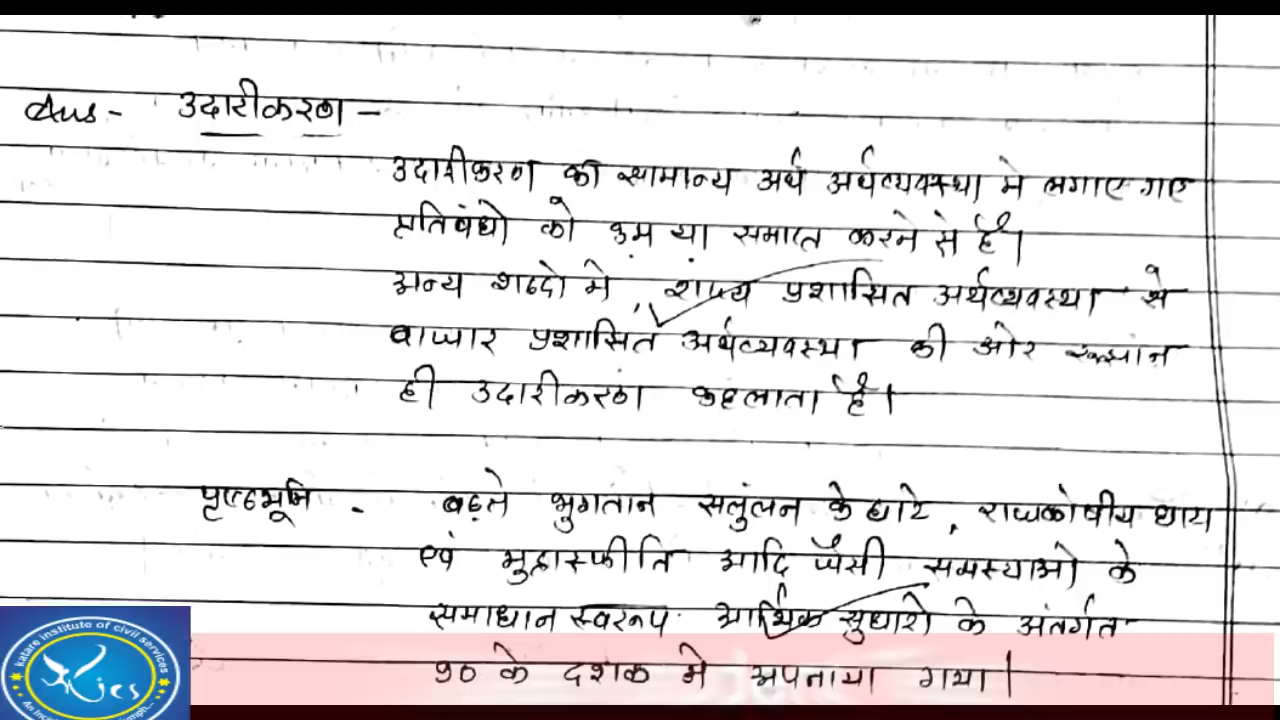 Ans- उदारीकरण -
उदारीकरण की सामान्य अर्थ अर्थव्यवस्था मे लगाए गए
प्रतिबंधो को कम या समाप्त करने से है।
अन्य शब्दो मे, राज्य प्रशासित अर्थव्यवस्था से
बाजार प्रशासित अर्थव्यवस्था की ओर रूझान
ही उदारीकरण कहलाता है।
पृष्ठभूमि - बढ़ते भुगतान सतुंलन के घाटे, राजकोषीय घाटा
एवं मुद्रास्फीति आदि जैसी समस्याओ के
समाधान स्वरूप आर्थिक सुधारो के अंतर्गत
90 के दशक मे अपनाया गया।
katare institute of civil services
kics